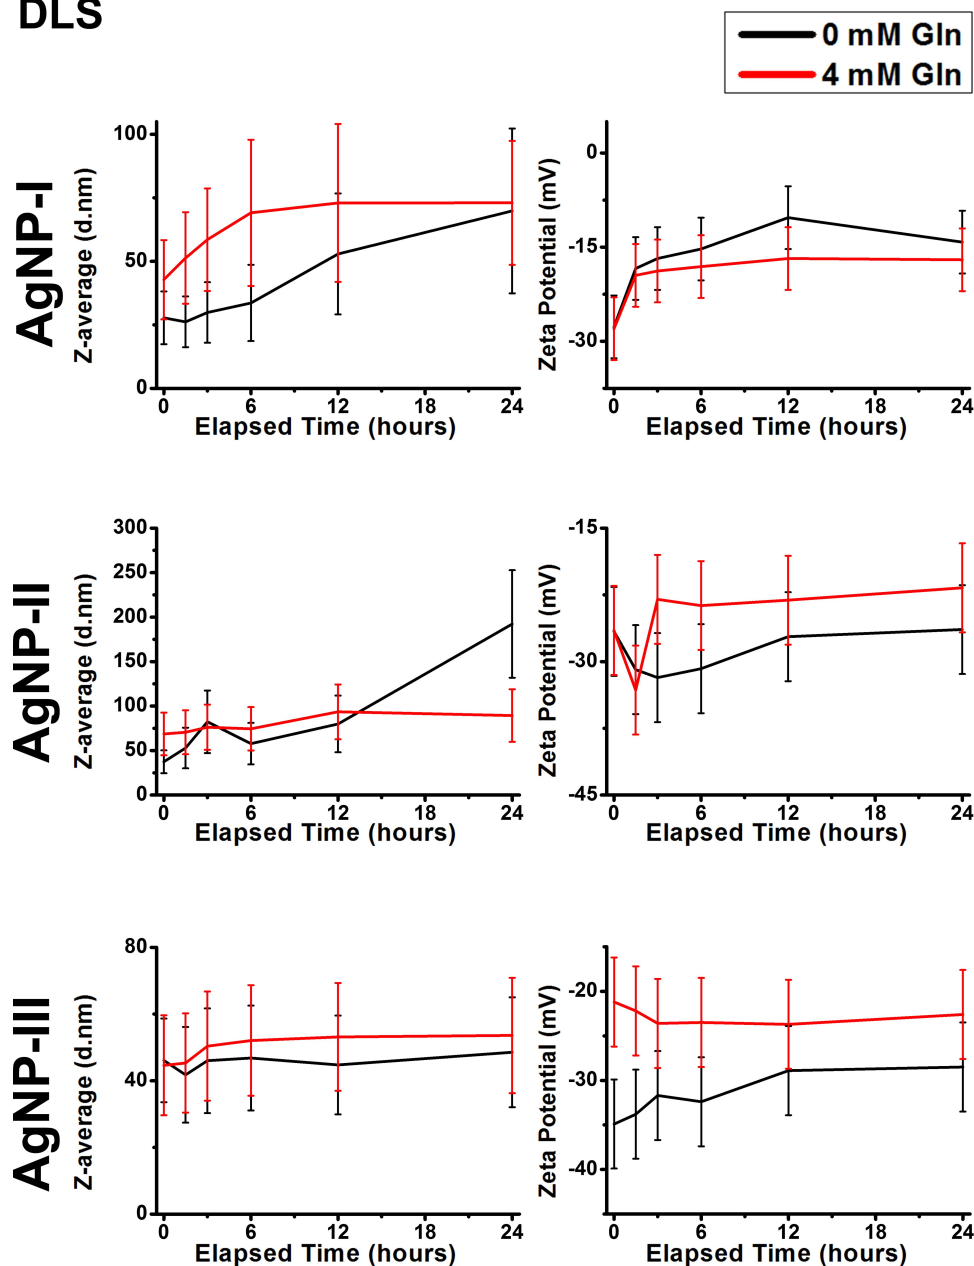 DLS
0 mM Gln
4 mM Gln
AgNP-I
Z-average (d.nm)
100
50
0
0 6 12 18 24
Elapsed Time (hours)
Zeta Potential (mV)
0
-15
-30
0 6 12 18 24
Elapsed Time (hours)
AgNP-II
Z-average (d.nm)
300
250
200
150
100
50
0
0 6 12 18 24
Elapsed Time (hours)
Zeta Potential (mV)
-15
-30
-45
0 6 12 18 24
Elapsed Time (hours)
AgNP-III
Z-average (d.nm)
80
40
0
0 6 12 18 24
Elapsed Time (hours)
Zeta Potential (mV)
-20
-30
-40
0 6 12 18 24
Elapsed Time (hours)